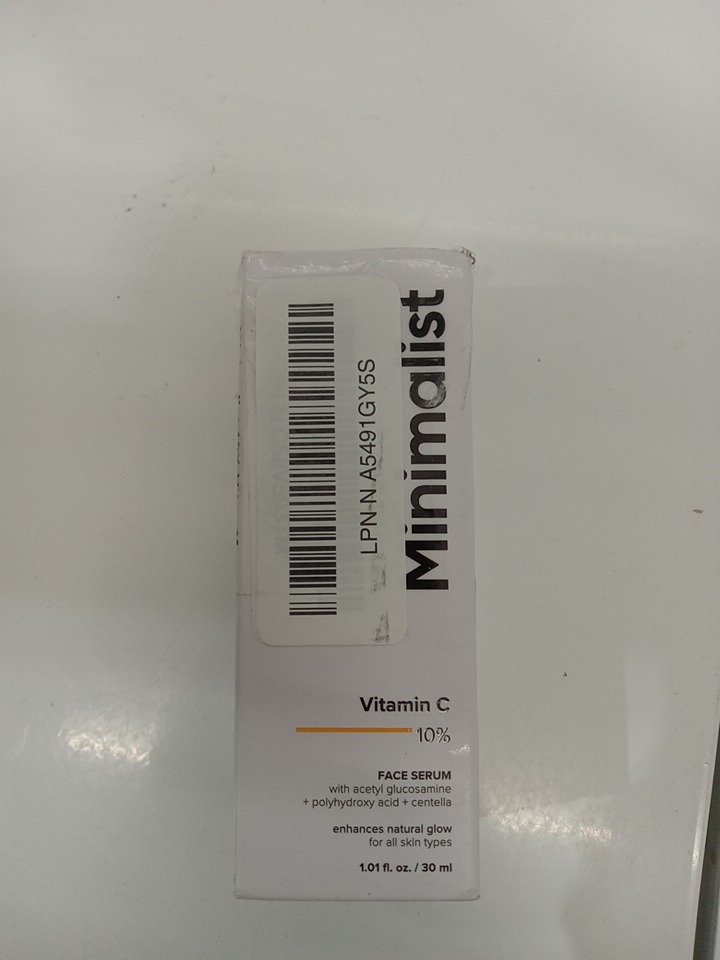 Minimalist
LPN-N A5491GY5S
Vitamin C
10%
FACE SERUM
with acetyl glucosamine
+ polyhydroxy acid + centella
enhances natural glow
for all skin types
1.01 fl. oz. / 30 ml